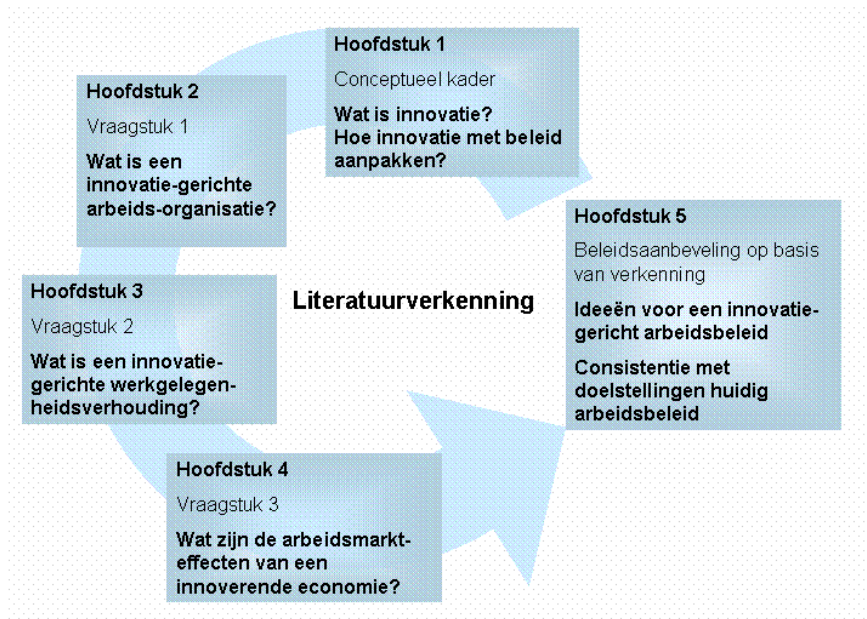 Hoofdstuk 1
Conceptueel kader
Wat is innovatie?
Hoe innovatie met beleid
aanpakken?
Hoofdstuk 2
Vraagstuk 1
Wat is een
innovatie-gerichte
arbeids-organisatie?
Hoofdstuk 3
Vraagstuk 2
Wat is een innovatie-
gerichte werkgelegen-
heidsverhouding?
Hoofdstuk 4
Vraagstuk 3
Wat zijn de arbeidsmarkt-
effecten van een
innoverende economie?
Hoofdstuk 5
Beleidsaanbeveling op basis
van verkenning
Ideeën voor een innovatie-
gericht arbeidsbeleid
Consistentie met
doelstellingen huidig
arbeidsbeleid
Literatuurverkenning